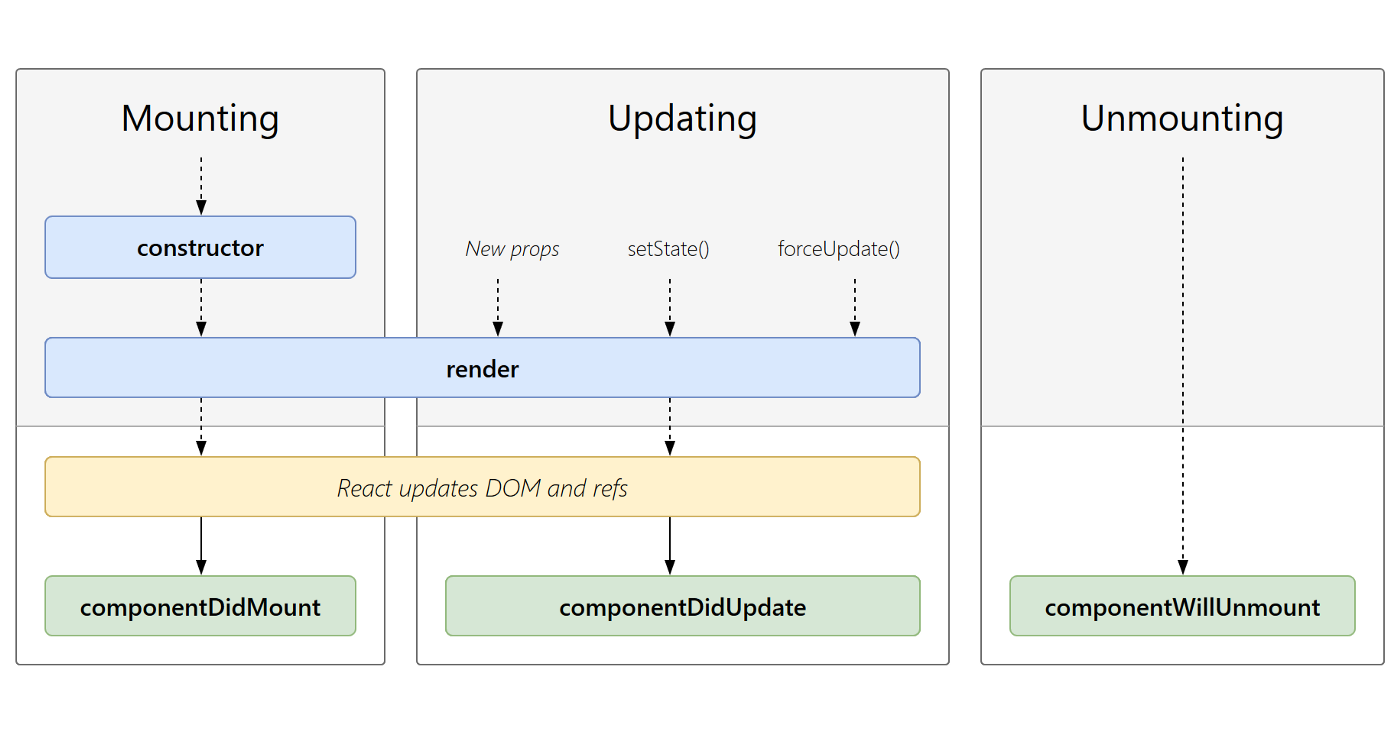 Mounting
Updating
Unmounting
constructor
New props
setState()
forceUpdate()
render
React updates DOM and refs
componentDidMount
componentDidUpdate
componentWillUnmount